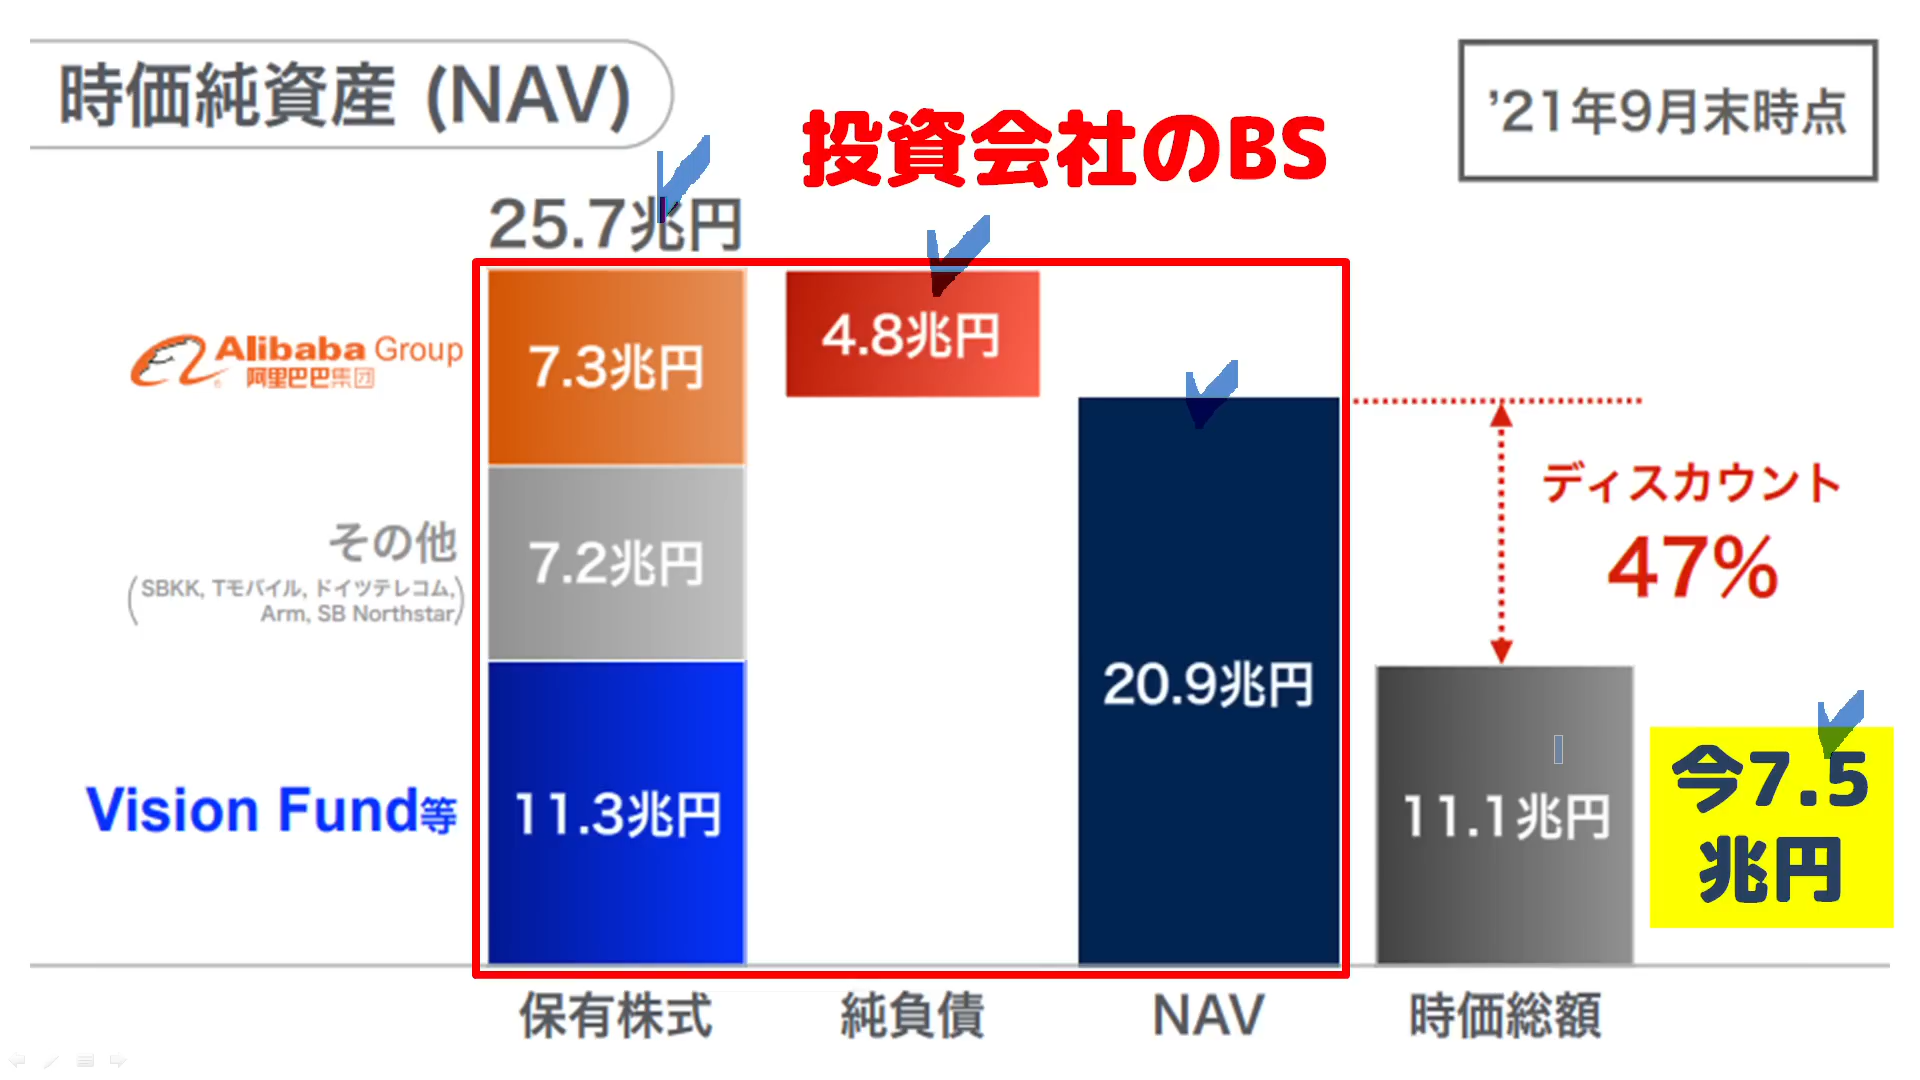 時価純資産 (NAV)
'21年9月末時点
投資会社のBS
25.7兆円
Alibaba Group
阿里巴巴集团
7.3兆円
4.8兆円
ディスカウント
47%
その他
(SBKK, Tモバイル, ドイツテレコム,
Arm, SB Northstar)
7.2兆円
20.9兆円
Vision Fund等
11.3兆円
11.1兆円
今7.5
兆円
保有株式
純負債
NAV
時価総額